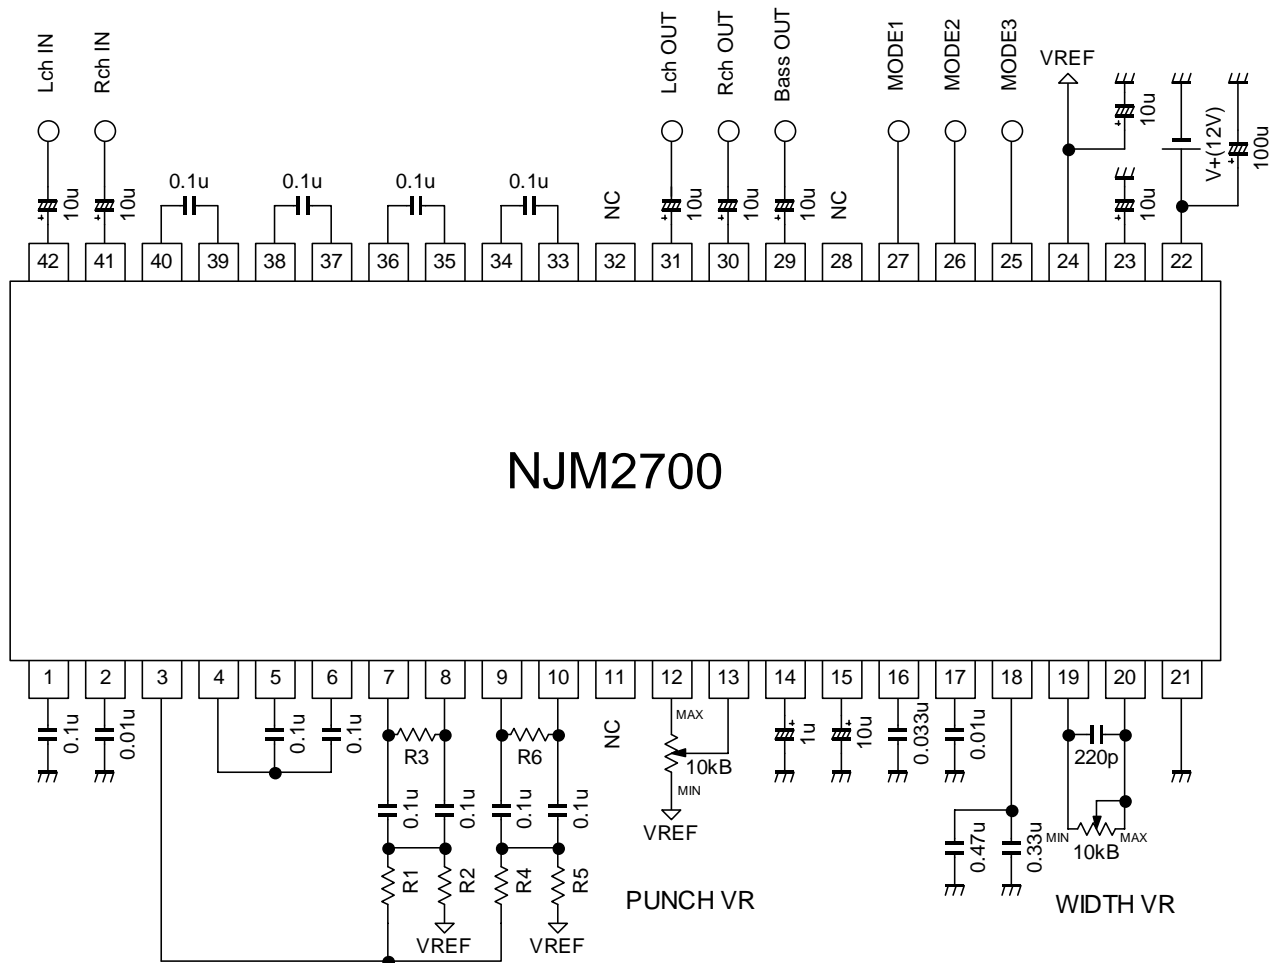 Lch IN
Rch IN
Lch OUT
Rch OUT
Bass OUT
MODE1
MODE2
MODE3
VREF
10u
V+(12V)
100u
10u
10u
0.1u
0.1u
0.1u
0.1u
NC
10u
10u
10u
NC
10u
42
41
40
39
38
37
36
35
34
33
32
31
30
29
28
27
26
25
24
23
22
NJM2700
1
2
3
4
5
6
7
8
9
10
11
12
13
14
15
16
17
18
19
20
21
0.1u
0.01u
0.1u
0.1u
R3
R6
NC
MAX
10kB
MIN
VREF
1u
10u
0.033u
0.01u
220p
0.1u
0.1u
0.1u
0.1u
0.47u
0.33u
MIN
10kB
MAX
R1
R2
R4
R5
VREF
VREF
PUNCH VR
WIDTH VR